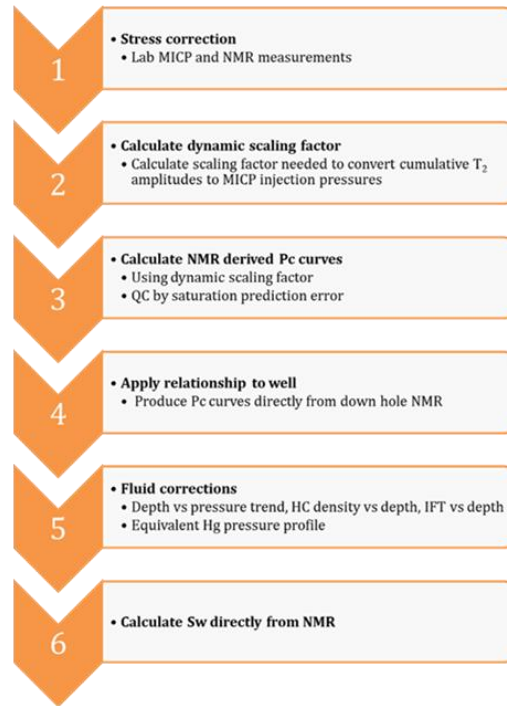 1
• Stress correction
• Lab MICP and NMR measurements
2
• Calculate dynamic scaling factor
• Calculate scaling factor needed to convert cumulative T₂
amplitudes to MICP injection pressures
3
• Calculate NMR derived Pc curves
• Using dynamic scaling factor
• QC by saturation prediction error
4
• Apply relationship to well
• Produce Pc curves directly from down hole NMR
5
• Fluid corrections
• Depth vs pressure trend, HC density vs depth, IFT vs depth
• Equivalent Hg pressure profile
6
• Calculate Sw directly from NMR